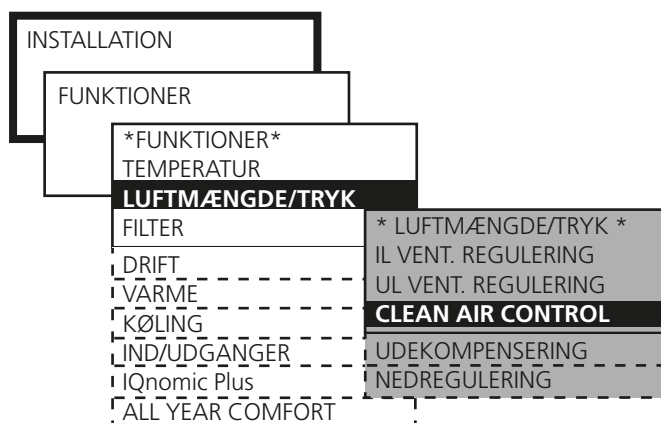 INSTALLATION
FUNKTIONER
*FUNKTIONER*
TEMPERATUR
LUFTMÆNGDE/TRYK
FILTER
DRIFT
VARME
KØLING
IND/UDGANGER
IQnomic Plus
ALL YEAR COMFORT
* LUFTMÆNGDE/TRYK *
IL VENT. REGULERING
UL VENT. REGULERING
CLEAN AIR CONTROL
UDEKOMPENSERING
NEDREGULERING